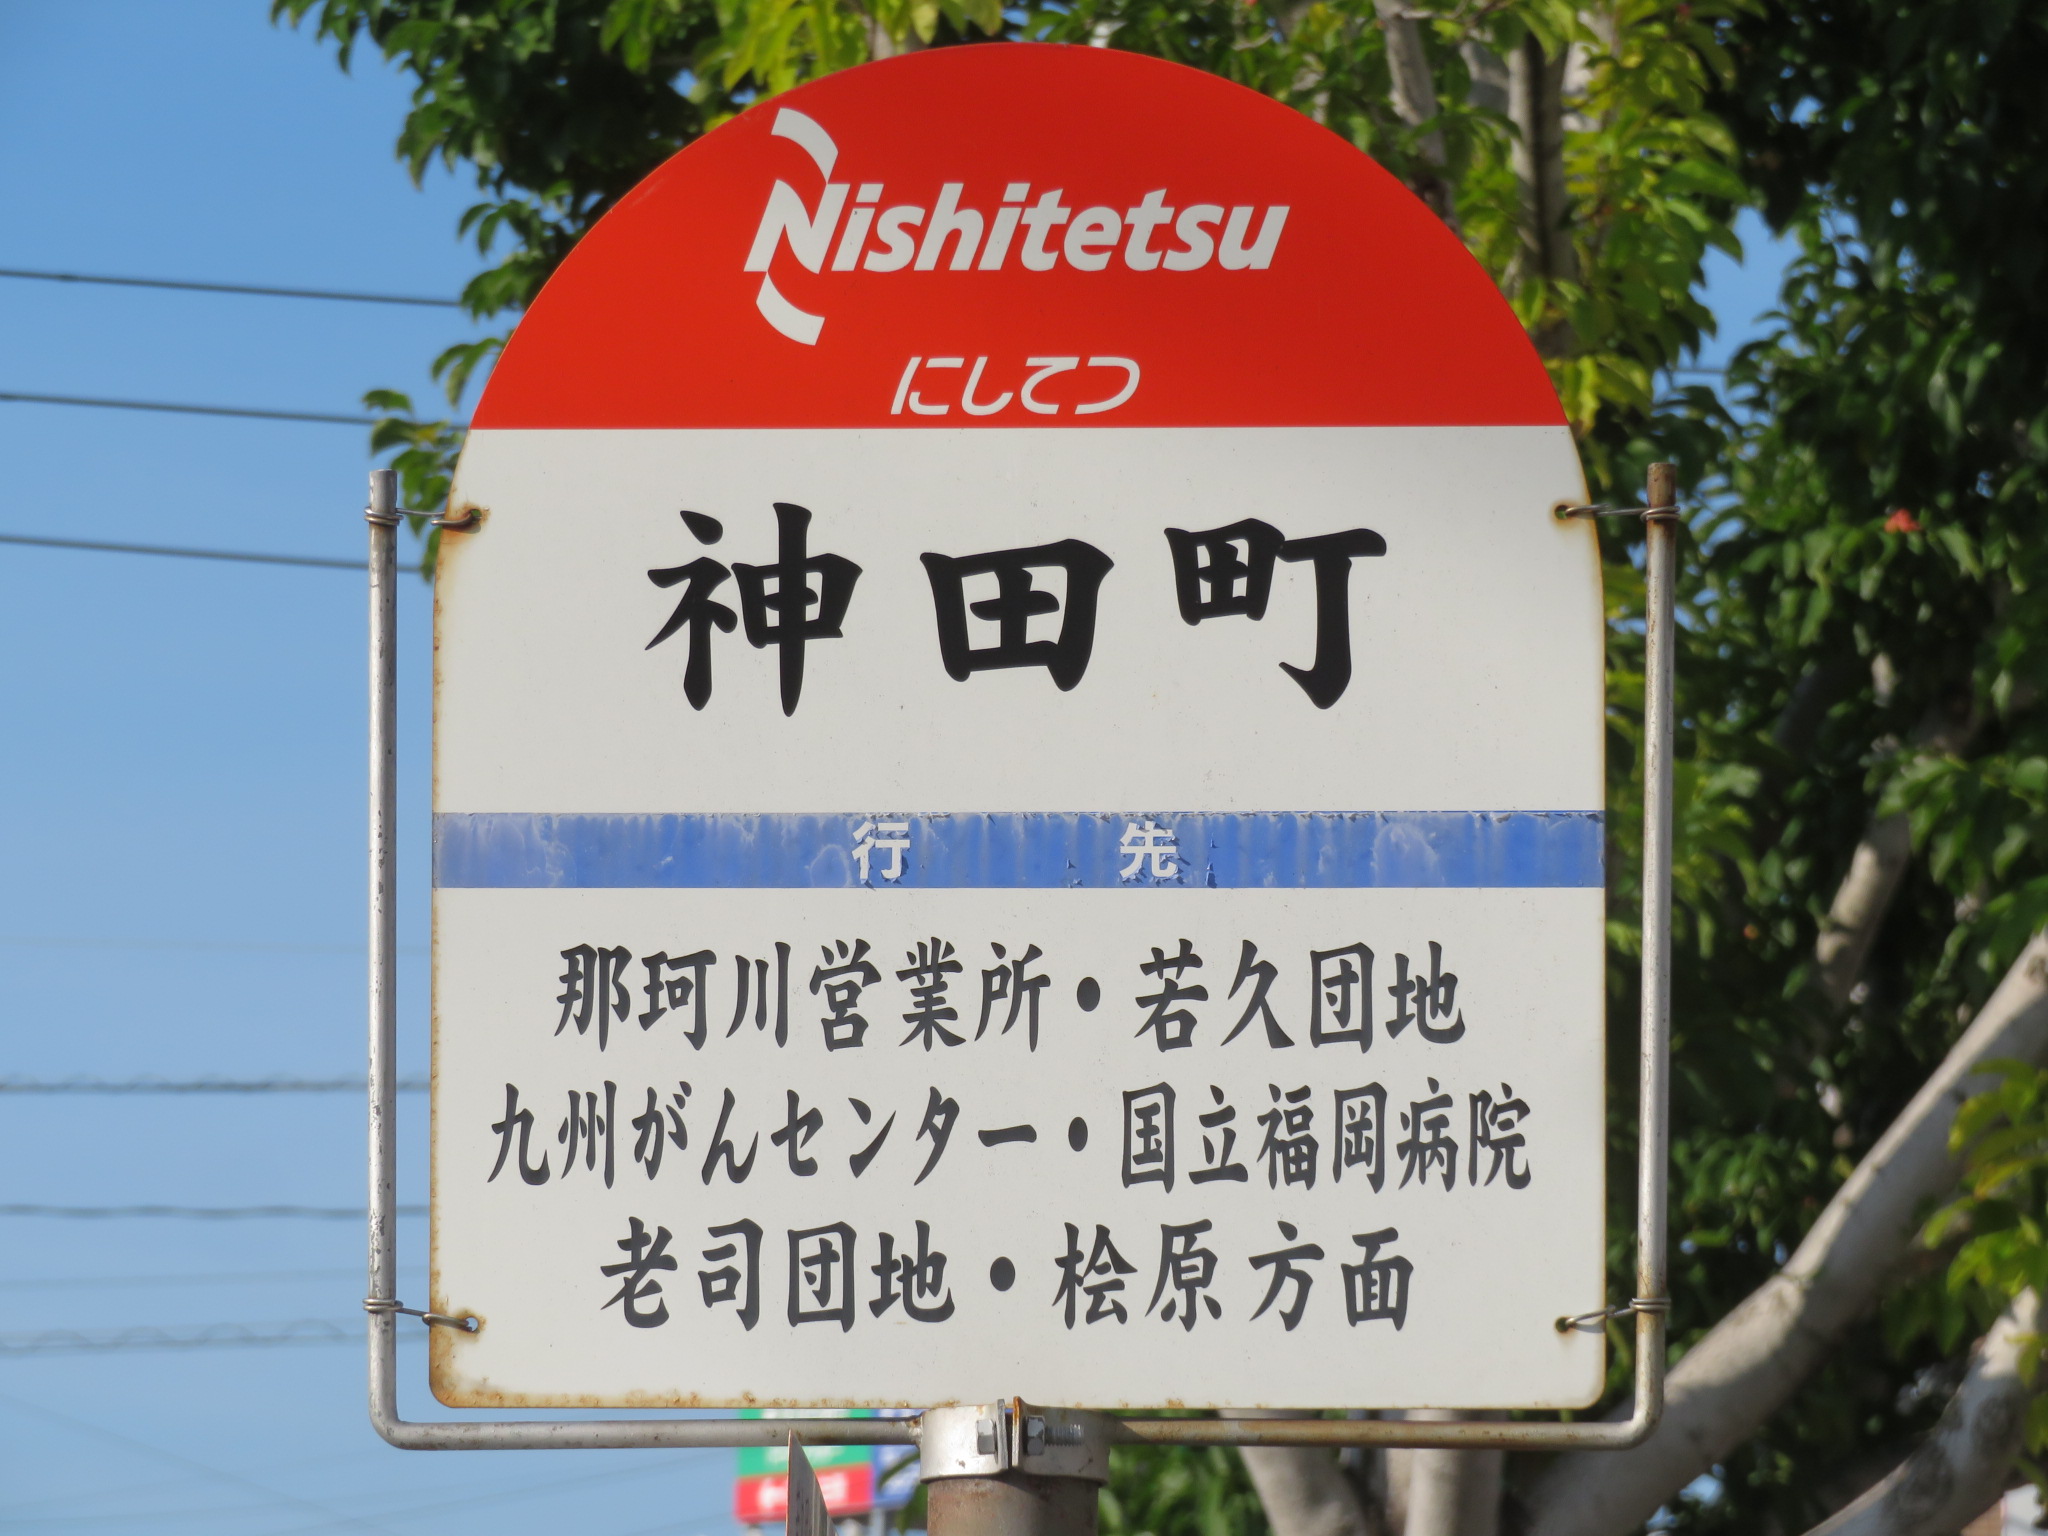 Nishitetsu
にしてつ
神田町
行先
那珂川営業所・若久団地
九州がんセンター・国立福岡病院
老司団地・桧原方面